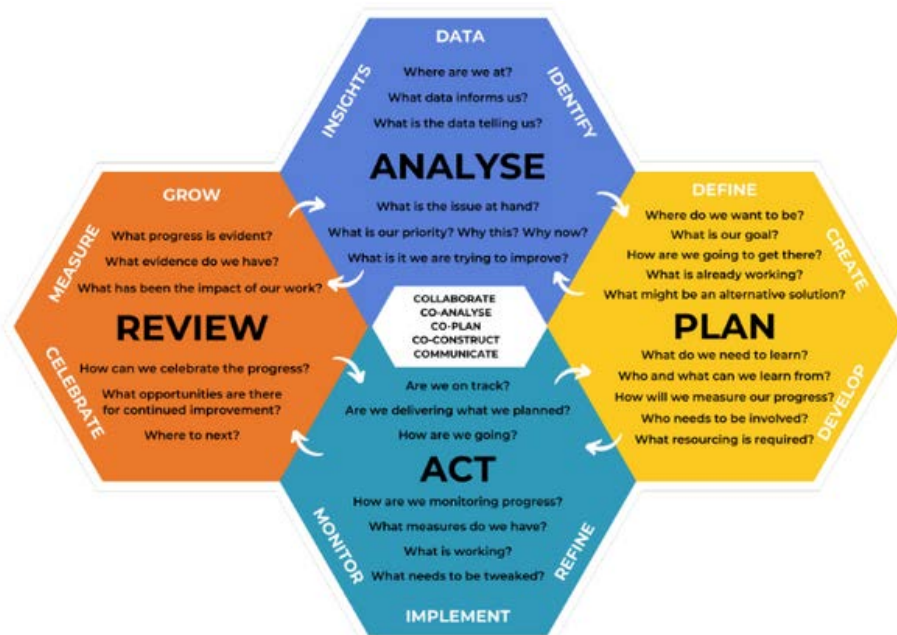 DATA
INSIGHTS
IDENTIFY
Where are we at?
What data informs us?
What is the data telling us?
ANALYSE
What is the issue at hand?
What is our priority? Why this? Why now?
What is it we are trying to improve?
DEFINE
CREATE
DEVELOP
Where do we want to be?
What is our goal?
How are we going to get there?
What is already working?
What might be an alternative solution?
PLAN
What do we need to learn?
Who and what can we learn from?
How will we measure our progress?
Who needs to be involved?
What resourcing is required?
COLLABORATE
CO-ANALYSE
CO-PLAN
CO-CONSTRUCT
COMMUNICATE
Are we on track?
Are we delivering what we planned?
How are we going?
ACT
How are we monitoring progress?
What measures do we have?
What is working?
What needs to be tweaked?
REFINE
IMPLEMENT
MONITOR
GROW
MEASURE
CELEBRATE
What progress is evident?
What evidence do we have?
What has been the impact of our work?
REVIEW
How can we celebrate the progress?
What opportunities are there
for continued improvement?
Where to next?